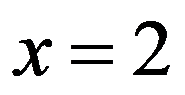 x = 2